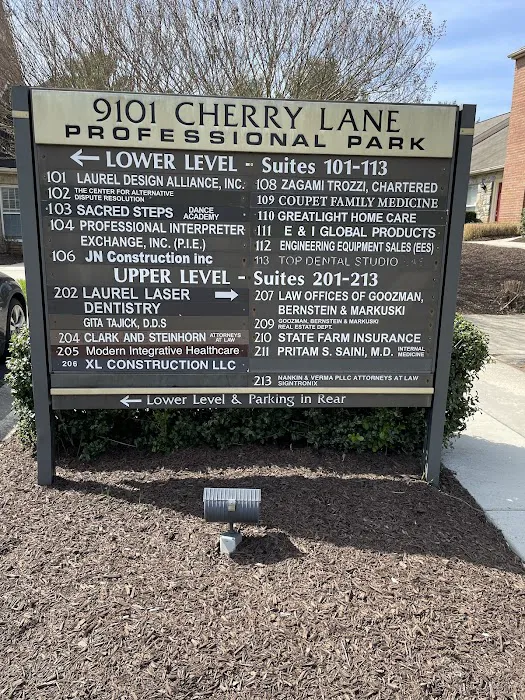 9101 CHERRY LANE
PROFESSIONAL PARK
← LOWER LEVEL - Suites 101-113
101 LAUREL DESIGN ALLIANCE, INC.
102 THE CENTER FOR ALTERNATIVE
DISPUTE RESOLUTION
103 SACRED STEPS DANCE
ACADEMY
104 PROFESSIONAL INTERPRETER
EXCHANGE, INC. (P.I.E.)
106 JN Construction inc
108 ZAGAMI TROZZI, CHARTERED
109 COUPET FAMILY MEDICINE
110 GREATLIGHT HOME CARE
111 E & I GLOBAL PRODUCTS
112 ENGINEERING EQUIPMENT SALES (EES)
113 TOP DENTAL STUDIO
UPPER LEVEL - Suites 201-213
202 LAUREL LASER →
DENTISTRY
GITA TAJICK, D.D.S
204 CLARK AND STEINHORN ATTORNEYS
AT LAW
205 Modern Integrative Healthcare
206 XL CONSTRUCTION LLC
207 LAW OFFICES OF GOOZMAN,
BERNSTEIN & MARKUSKI
209 GOOZMAN, BERNSTEIN & MARKUSKI
REAL ESTATE DEPT.
210 STATE FARM INSURANCE
211 PRITAM S. SAINI, M.D. INTERNAL
MEDICINE
213 NANKIN & VERMA PLLC ATTORNEYS AT LAW
SIGNTRONIX
← Lower Level & Parking in Rear